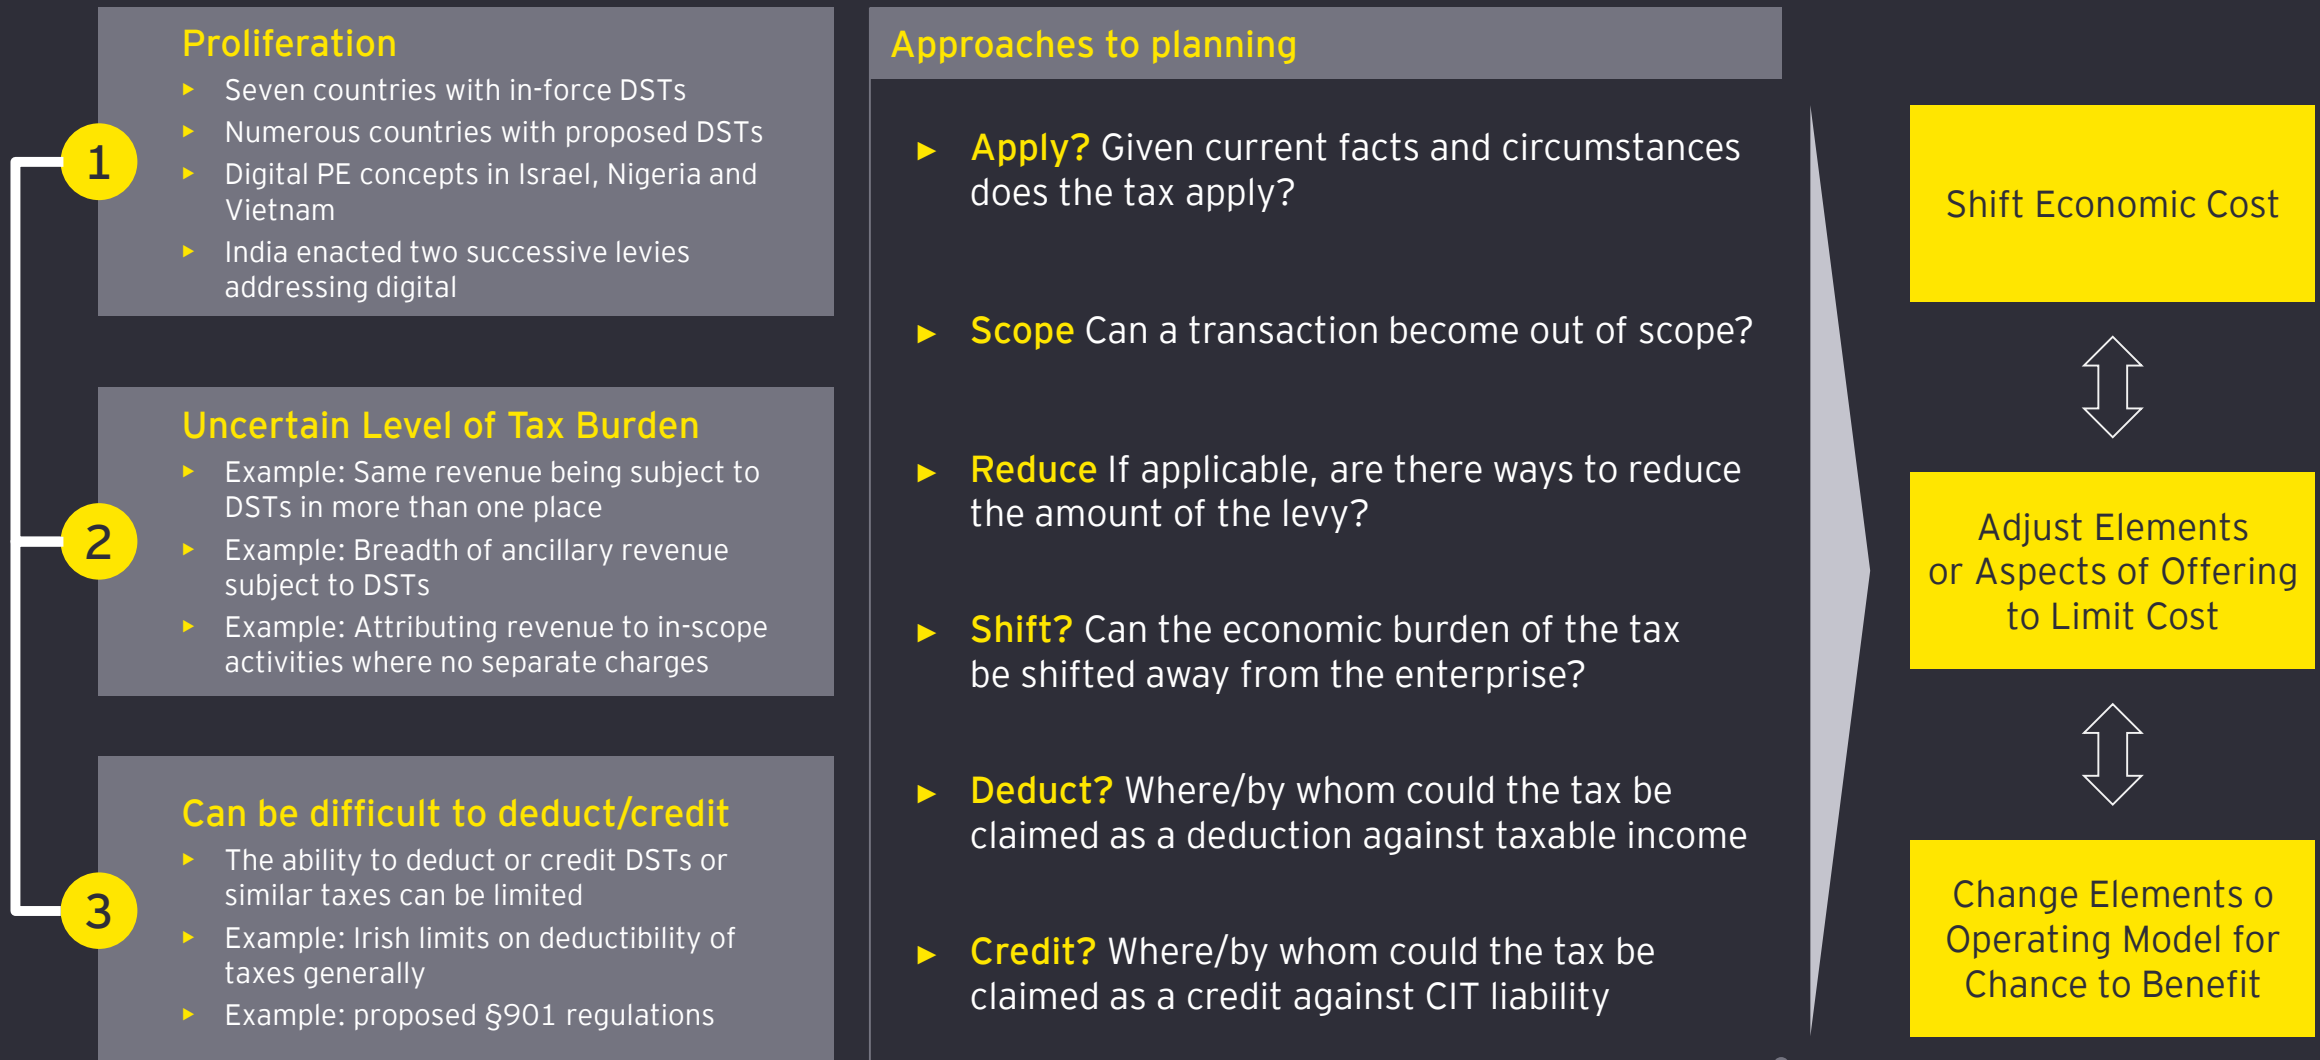 1
Proliferation
► Seven countries with in-force DSTs
► Numerous countries with proposed DSTs
► Digital PE concepts in Israel, Nigeria and
Vietnam
► India enacted two successive levies
addressing digital
2
Uncertain Level of Tax Burden
► Example: Same revenue being subject to
DSTs in more than one place
► Example: Breadth of ancillary revenue
subject to DSTs
► Example: Attributing revenue to in-scope
activities where no separate charges
3
Can be difficult to deduct/credit
► The ability to deduct or credit DSTs or
similar taxes can be limited
► Example: Irish limits on deductibility of
taxes generally
► Example: proposed §901 regulations
Approaches to planning
► Apply? Given current facts and circumstances
does the tax apply?
► Scope Can a transaction become out of scope?
► Reduce If applicable, are there ways to reduce
the amount of the levy?
► Shift? Can the economic burden of the tax
be shifted away from the enterprise?
► Deduct? Where/by whom could the tax be
claimed as a deduction against taxable income
► Credit? Where/by whom could the tax be
claimed as a credit against CIT liability
Shift Economic Cost
Adjust Elements
or Aspects of Offering
to Limit Cost
Change Elements o
Operating Model for
Chance to Benefit